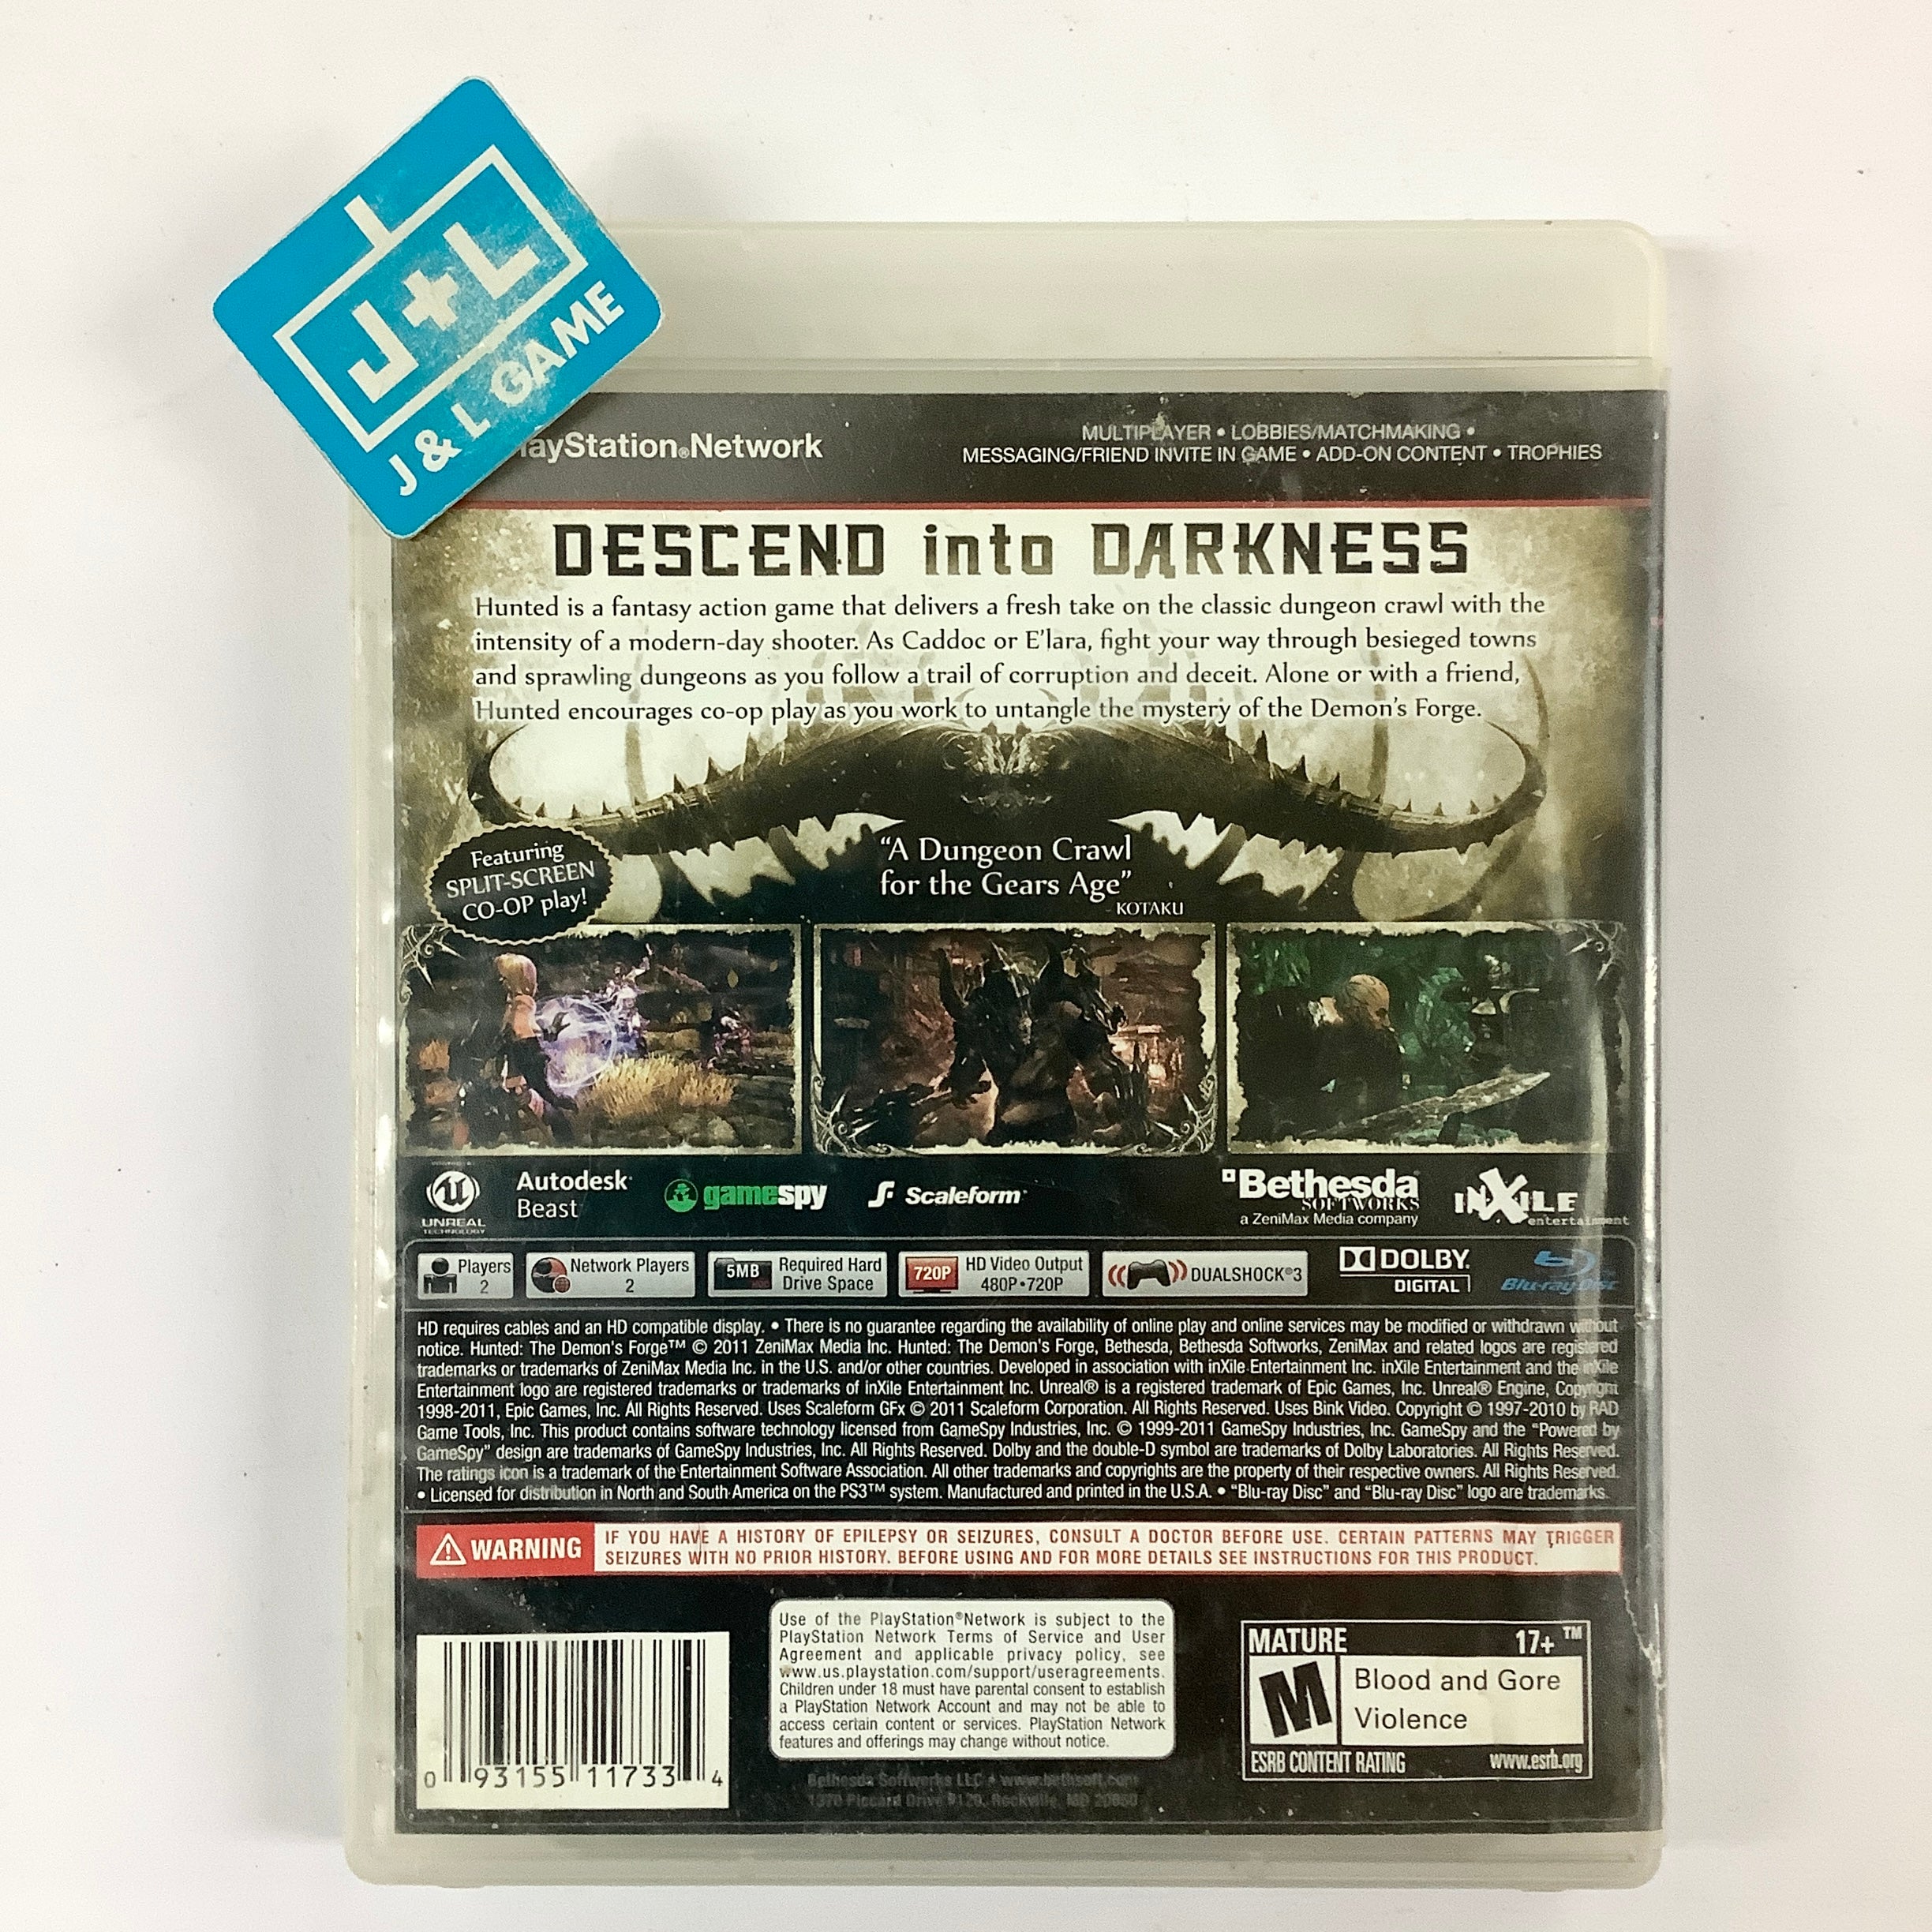 J+L
J & L GAME
PlayStation®Network
MULTIPLAYER • LOBBIES/MATCHMAKING •
MESSAGING/FRIEND INVITE IN GAME • ADD-ON CONTENT • TROPHIES
DESCEND into DARKNESS
Hunted is a fantasy action game that delivers a fresh take on the classic dungeon crawl with the
intensity of a modern-day shooter. As Caddoc or E'lara, fight your way through besieged towns
and sprawling dungeons as you follow a trail of corruption and deceit. Alone or with a friend,
Hunted encourages co-op play as you work to untangle the mystery of the Demon's Forge.
Featuring
SPLIT-SCREEN
CO-OP play!
“A Dungeon Crawl
for the Gears Age”
- KOTAKU
UNREAL
TECHNOLOGY
Autodesk®
Beast™
gamespy
Scaleform®
Bethesda®
SOFTWORKS
a ZeniMax Media company
INXILE
entertainment
Players
2
Network Players
2
5MB
HDD
Required Hard
Drive Space
720P
HD Video Output
480P•720P
DUALSHOCK®3
DOLBY
DIGITAL
Blu-ray Disc
HD requires cables and an HD compatible display. • There is no guarantee regarding the availability of online play and online services may be modified or withdrawn without
notice. Hunted: The Demon's Forge™ © 2011 ZeniMax Media Inc. Hunted: The Demon's Forge, Bethesda, Bethesda Softworks, ZeniMax and related logos are registered
trademarks or trademarks of ZeniMax Media Inc. in the U.S. and/or other countries. Developed in association with inXile Entertainment Inc. inXile Entertainment and the inXile
Entertainment logo are registered trademarks or trademarks of inXile Entertainment Inc. Unreal® is a registered trademark of Epic Games, Inc. Unreal® Engine, Copyright
1998-2011, Epic Games, Inc. All Rights Reserved. Uses Scaleform GFx © 2011 Scaleform Corporation. All Rights Reserved. Uses Bink Video. Copyright © 1997-2010 by RAD
Game Tools, Inc. This product contains software technology licensed from GameSpy Industries, Inc. © 1999-2011 GameSpy Industries, Inc. GameSpy and the “Powered by
GameSpy” design are trademarks of GameSpy Industries, Inc. All Rights Reserved. Dolby and the double-D symbol are trademarks of Dolby Laboratories. All Rights Reserved.
The ratings icon is a trademark of the Entertainment Software Association. All other trademarks and copyrights are the property of their respective owners. All Rights Reserved.
• Licensed for distribution in North and South America on the PS3™ system. Manufactured and printed in the U.S.A. • “Blu-ray Disc” and “Blu-ray Disc” logo are trademarks.
WARNING
IF YOU HAVE A HISTORY OF EPILEPSY OR SEIZURES, CONSULT A DOCTOR BEFORE USE. CERTAIN PATTERNS MAY TRIGGER
SEIZURES WITH NO PRIOR HISTORY. BEFORE USING AND FOR MORE DETAILS SEE INSTRUCTIONS FOR THIS PRODUCT.
0 93155 11733 4
Use of the PlayStation®Network is subject to the
PlayStation Network Terms of Service and User
Agreement and applicable privacy policy, see
www.us.playstation.com/support/useragreements.
Children under 18 must have parental consent to establish
a PlayStation Network Account and may not be able to
access certain content or services. PlayStation Network
features and offerings may change without notice.
Bethesda Softworks LLC • www.bethsoft.com
1370 Piccard Drive #120, Rockville, MD 20850
MATURE 17+ ™
M
Blood and Gore
Violence
ESRB CONTENT RATING www.esrb.org